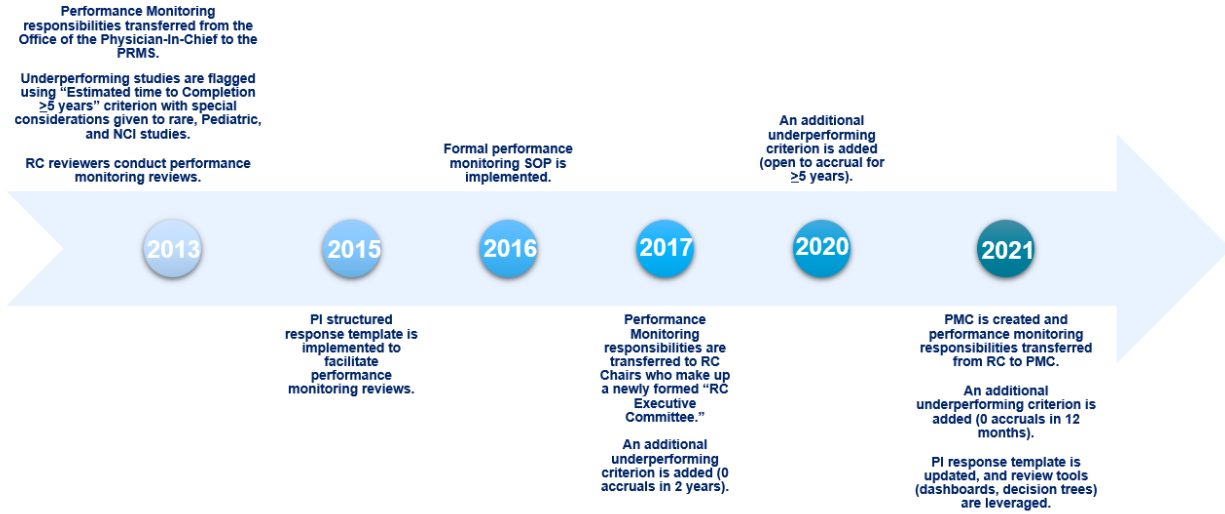 Performance Monitoring
responsibilities transferred from the
Office of the Physician-In-Chief to the
PRMS.
Underperforming studies are flagged
using “Estimated time to Completion
≥5 years” criterion with special
considerations given to rare, Pediatric,
and NCI studies.
RC reviewers conduct performance
monitoring reviews.
2013
2015
PI structured
response template is
implemented to
facilitate
performance
monitoring reviews.
Formal performance
monitoring SOP is
implemented.
2016
2017
Performance
Monitoring
responsibilities are
transferred to RC
Chairs who make up
a newly formed “RC
Executive
Committee.”
An additional
underperforming
criterion is added (0
accruals in 2 years).
An additional
underperforming
criterion is added
(open to accrual for
≥5 years).
2020
2021
PMC is created and
performance monitoring
responsibilities transferred
from RC to PMC.
An additional
underperforming criterion is
added (0 accruals in 12
months).
PI response template is
updated, and review tools
(dashboards, decision trees)
are leveraged.